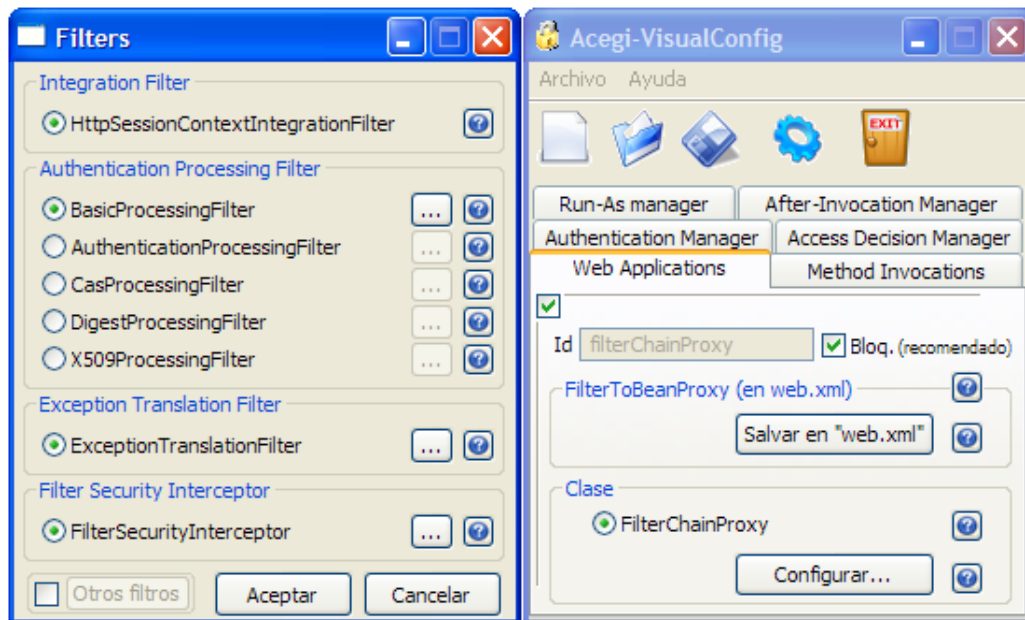 Filters
Integration Filter
HttpSessionContextIntegrationFilter
Authentication Processing Filter
BasicProcessingFilter ...
AuthenticationProcessingFilter ...
CasProcessingFilter ...
DigestProcessingFilter ...
X509ProcessingFilter ...
Exception Translation Filter
ExceptionTranslationFilter ...
Filter Security Interceptor
FilterSecurityInterceptor ...
Otros filtros Aceptar Cancelar
Acegi-VisualConfig
Archivo Ayuda
EXIT
Run-As manager After-Invocation Manager
Authentication Manager Access Decision Manager
Web Applications Method Invocations
Id filterChainProxy Bloq. (recomendado)
FilterToBeanProxy (en web.xml)
Salvar en "web.xml"
Clase
FilterChainProxy
Configurar...